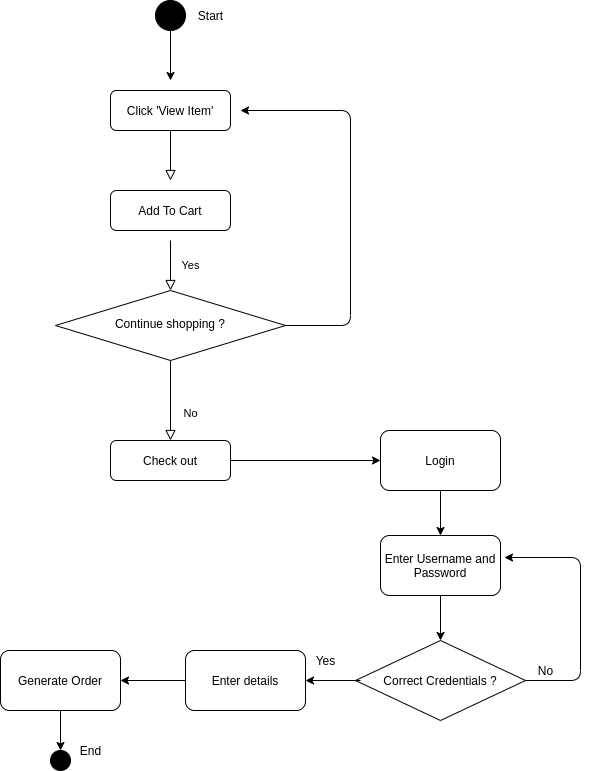 Start
Click 'View Item'
Add To Cart
Yes
Continue shopping ?
No
Check out
Login
Enter Username and
Password
Yes
No
Generate Order
Enter details
Correct Credentials ?
End